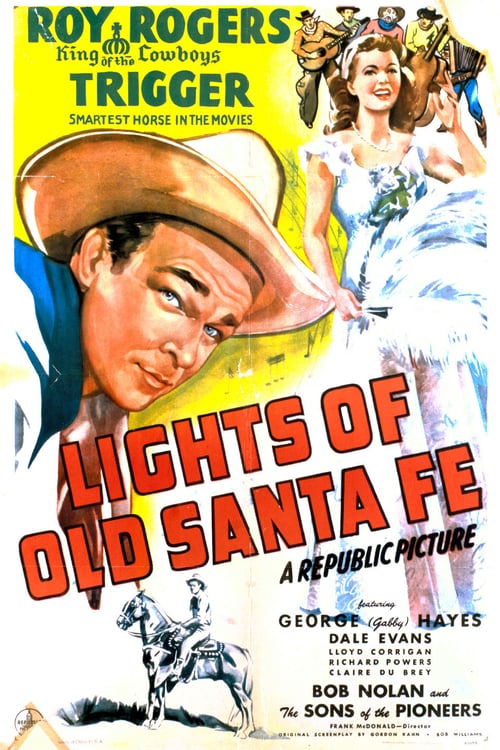 ROY ROGERS
King of the Cowboys
TRIGGER
SMARTEST HORSE IN THE MOVIES
LIGHTS OF
OLD SANTA FE
A REPUBLIC PICTURE
featuring
GEORGE (Gabby) HAYES
DALE EVANS
LLOYD CORRIGAN
RICHARD POWERS
CLAIRE DU BREY
BOB NOLAN and
The SONS of the PIONEERS
FRANK McDONALD—Director
ORIGINAL SCREENPLAY BY GORDON KAHN • BOB WILLIAMS